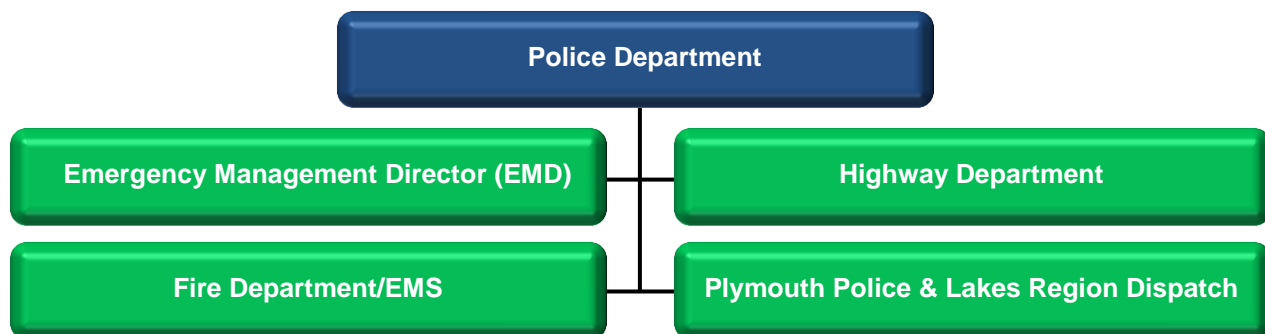 Police Department
Emergency Management Director (EMD)
Highway Department
Fire Department/EMS
Plymouth Police & Lakes Region Dispatch